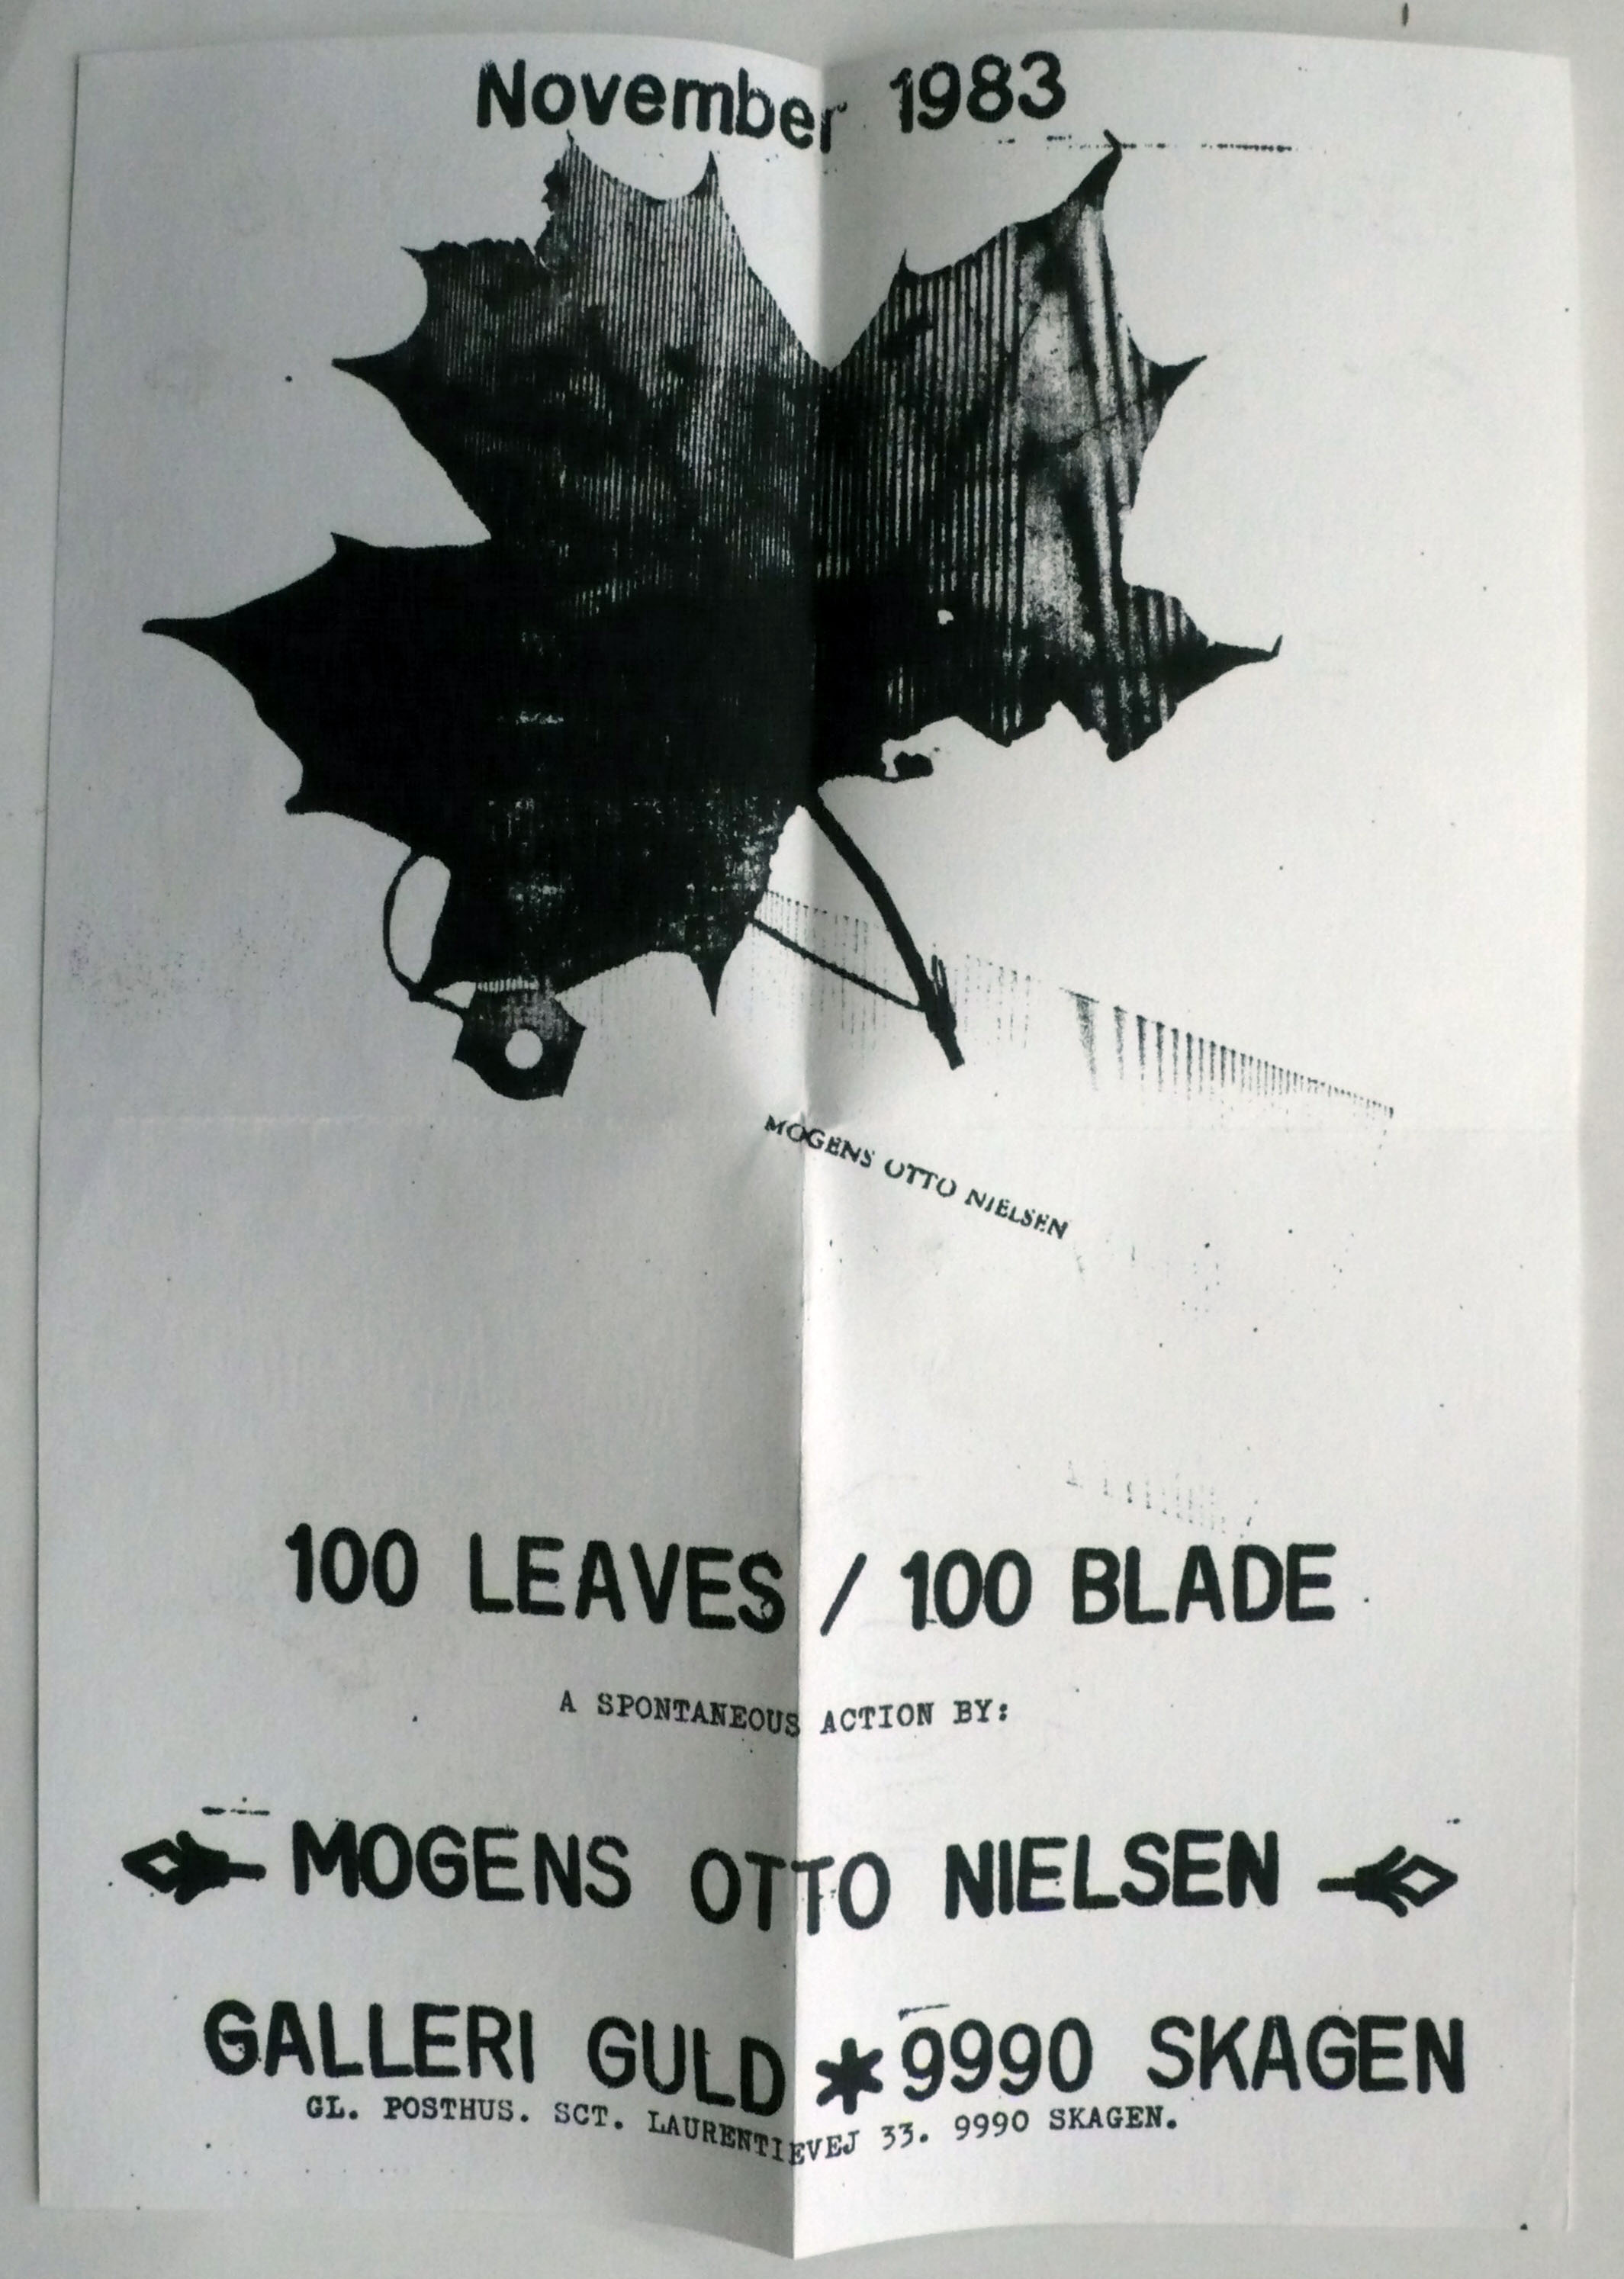 November 1983
MOGENS OTTO NIELSEN
100 LEAVES / 100 BLADE
A SPONTANEOUS ACTION BY:
MOGENS OTTO NIELSEN
GALLERI GULD * 9990 SKAGEN
GL. POSTHUS. SCT. LAURENTIEVEJ 33. 9990 SKAGEN.